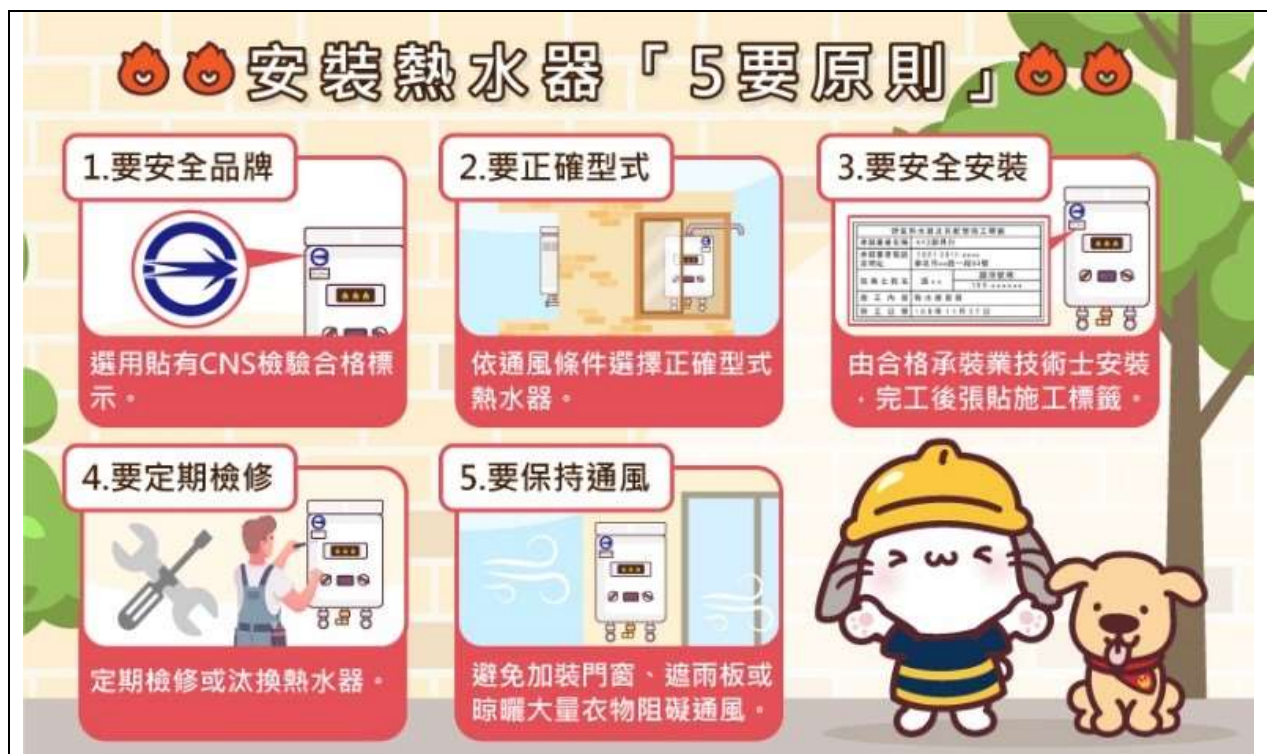 安裝熱水器「5要原則」
1.要安全品牌
選用貼有CNS檢驗合格標
示。
2.要正確型式
依通風條件選擇正確型式
熱水器。
3.要安全安裝
由合格承裝業技術士安裝
，完工後張貼施工標籤。
4.要定期檢修
定期檢修或汰換熱水器。
5.要保持通風
避免加裝門窗、遮雨板或
晾曬大量衣物阻礙通風。